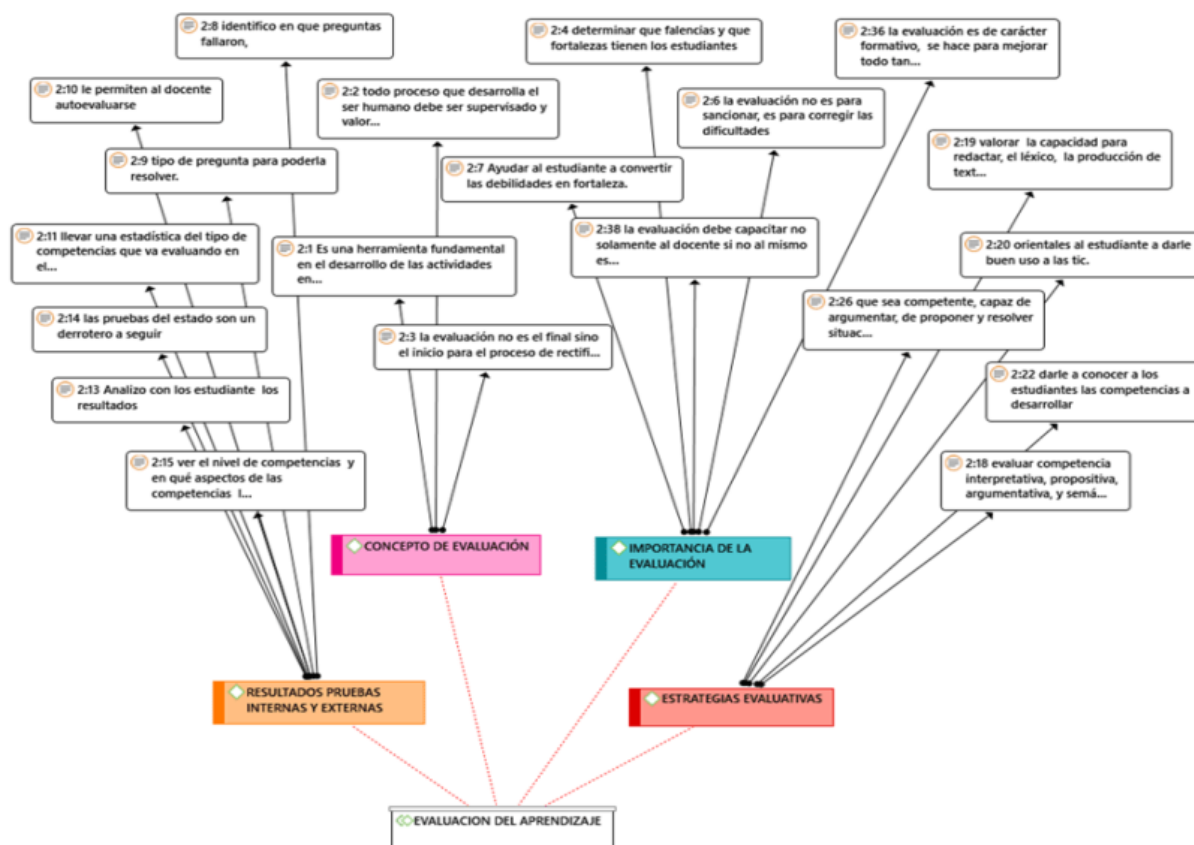 2:8 identifico en que preguntas
fallaron,
2:4 determinar que falencias y que
fortalezas tienen los estudiantes
2:36 la evaluación es de carácter
formativo, se hace para mejorar
todo tan...
2:10 le permiten al docente
autoevaluarse
2:2 todo proceso que desarrolla el
ser humano debe ser supervisado y
valor...
2:6 la evaluación no es para
sancionar, es para corregir las
dificultades
2:9 tipo de pregunta para poderla
resolver.
2:7 Ayudar al estudiante a convertir
las debilidades en fortaleza.
2:19 valorar la capacidad para
redactar, el léxico, la producción de
text...
2:11 llevar una estadística del tipo de
competencias que va evaluando en
el...
2:1 Es una herramienta fundamental
en el desarrollo de las actividades
en...
2:38 la evaluación debe capacitar no
solamente al docente si no al mismo
es...
2:20 orientales al estudiante a darle
buen uso a las tic.
2:14 las pruebas del estado son un
derrotero a seguir
2:3 la evaluación no es el final sino
el inicio para el proceso de rectifi...
2:26 que sea competente, capaz de
argumentar, de proponer y resolver
situac...
2:13 Analizo con los estudiante los
resultados
2:22 darle a conocer a los
estudiantes las competencias a
desarrollar
2:15 ver el nivel de competencias y
en qué aspectos de las
competencias l...
2:18 evaluar competencia
interpretativa, propositiva,
argumentativa, y semá...
CONCEPTO DE EVALUACIÓN
IMPORTANCIA DE LA
EVALUACIÓN
RESULTADOS PRUEBAS
INTERNAS Y EXTERNAS
ESTRATEGIAS EVALUATIVAS
EVALUACION DEL APRENDIZAJE